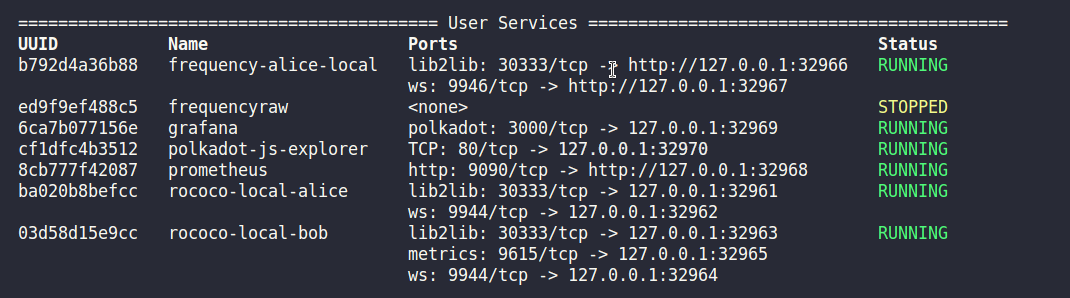 ========================================== User Services ==========================================
UUID Name Ports Status
b792d4a36b88 frequency-alice-local lib2lib: 30333/tcp -> http://127.0.0.1:32966 RUNNING
ws: 9946/tcp -> http://127.0.0.1:32967
ed9f9ef488c5 frequencyraw <none> STOPPED
6ca7b077156e grafana polkadot: 3000/tcp -> 127.0.0.1:32969 RUNNING
cf1dfc4b3512 polkadot-js-explorer TCP: 80/tcp -> 127.0.0.1:32970 RUNNING
8cb777f42087 prometheus http: 9090/tcp -> http://127.0.0.1:32968 RUNNING
ba020b8befcc rococo-local-alice lib2lib: 30333/tcp -> 127.0.0.1:32961 RUNNING
ws: 9944/tcp -> 127.0.0.1:32962
03d58d15e9cc rococo-local-bob lib2lib: 30333/tcp -> 127.0.0.1:32963 RUNNING
metrics: 9615/tcp -> 127.0.0.1:32965
ws: 9944/tcp -> 127.0.0.1:32964